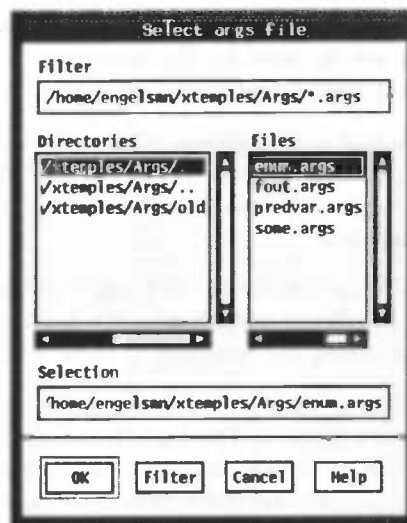 Select args file
Filter
/home/engelsmn/xtemples/Args/*.args
Directories
Files
/xtemples/Args/.
/xtemples/Args/..
/xtemples/Args/old
enum.args
fout.args
predvar.args
some.args
Selection
/home/engelsmn/xtemples/Args/enum.args
OK
Filter
Cancel
Help